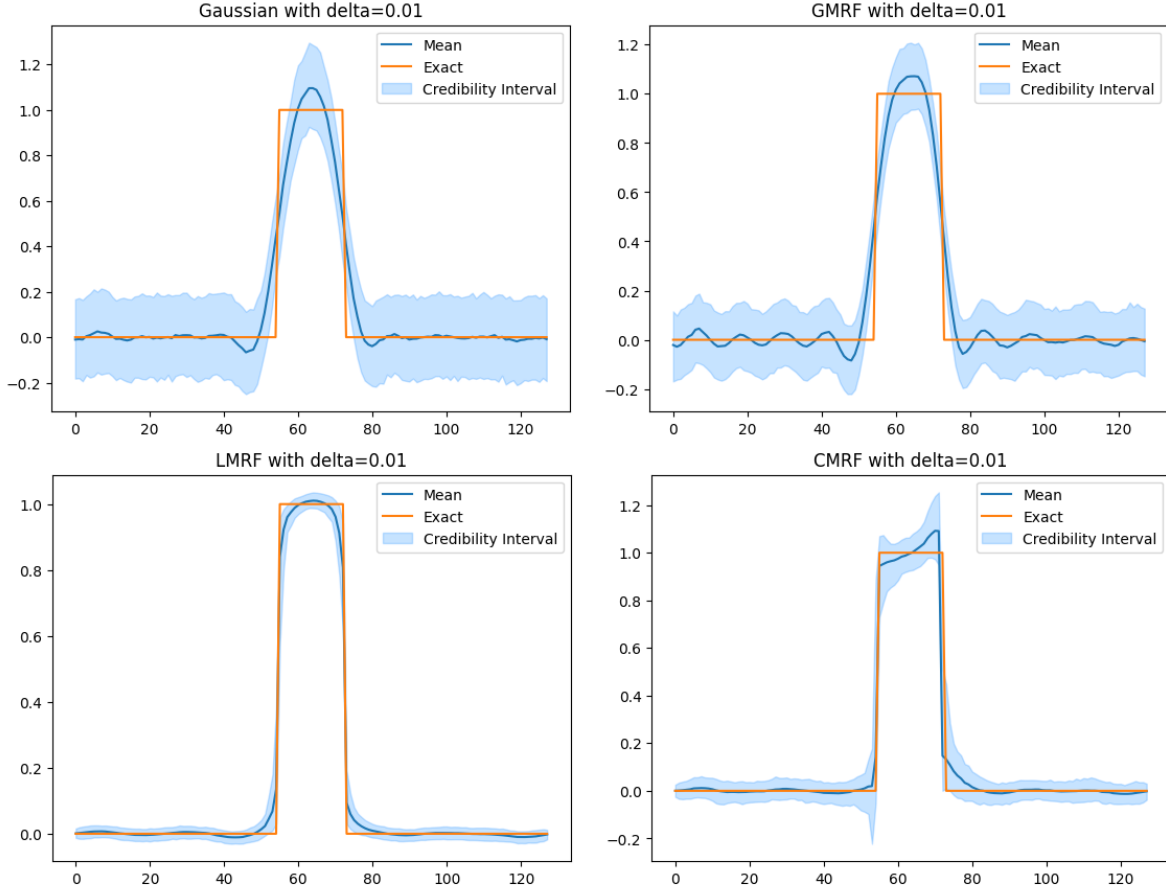 Gaussian with delta=0.01
1.2
1.0
0.8
0.6
0.4
0.2
0.0
−0.2
0 20 40 60 80 100 120
Mean
Exact
Credibility Interval
GMRF with delta=0.01
1.2
1.0
0.8
0.6
0.4
0.2
0.0
−0.2
0 20 40 60 80 100 120
Mean
Exact
Credibility Interval
LMRF with delta=0.01
1.0
0.8
0.6
0.4
0.2
0.0
0 20 40 60 80 100 120
Mean
Exact
Credibility Interval
CMRF with delta=0.01
1.2
1.0
0.8
0.6
0.4
0.2
0.0
−0.2
0 20 40 60 80 100 120
Mean
Exact
Credibility Interval